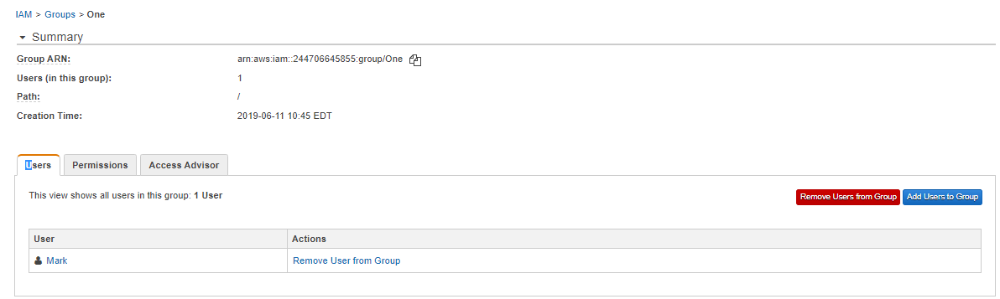 IAM > Groups > One
Summary
Group ARN: arn:aws:iam::244706645855:group/One
Users (in this group): 1
Path: /
Creation Time: 2019-06-11 10:45 EDT
Users Permissions Access Advisor
This view shows all users in this group: 1 User Remove Users from Group Add Users to Group
User Actions
Mark Remove User from Group